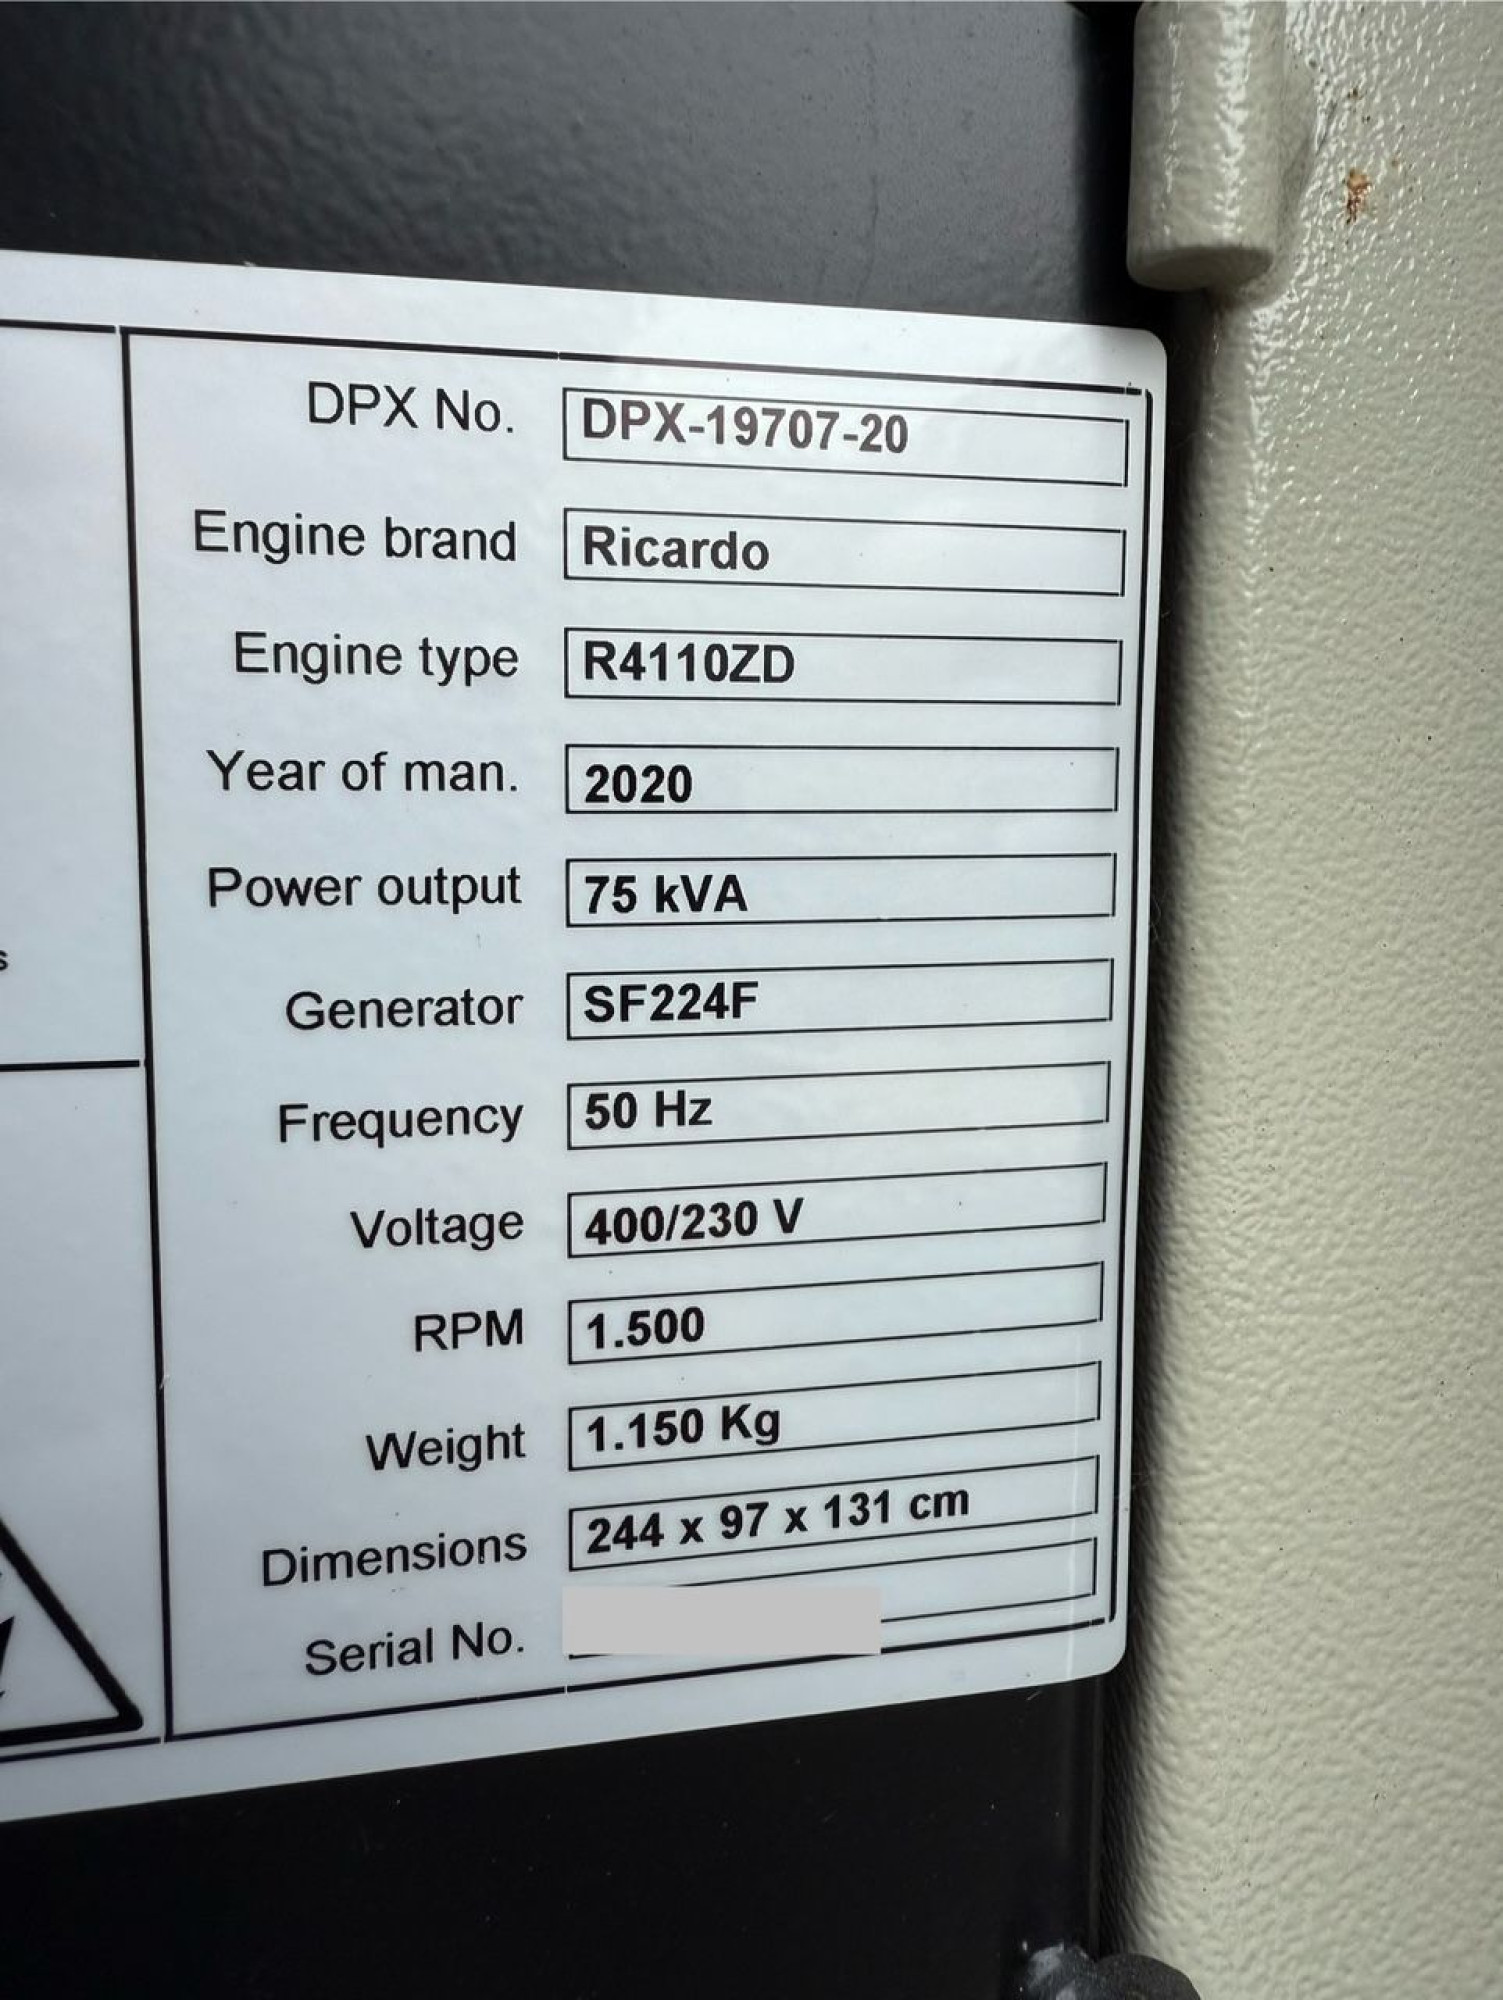 DPX No. DPX-19707-20
Engine brand Ricardo
Engine type R4110ZD
Year of man. 2020
Power output 75 kVA
s
Generator SF224F
Frequency 50 Hz
Voltage 400/230 V
RPM 1.500
Weight 1.150 Kg
Dimensions 244 x 97 x 131 cm
Serial No.